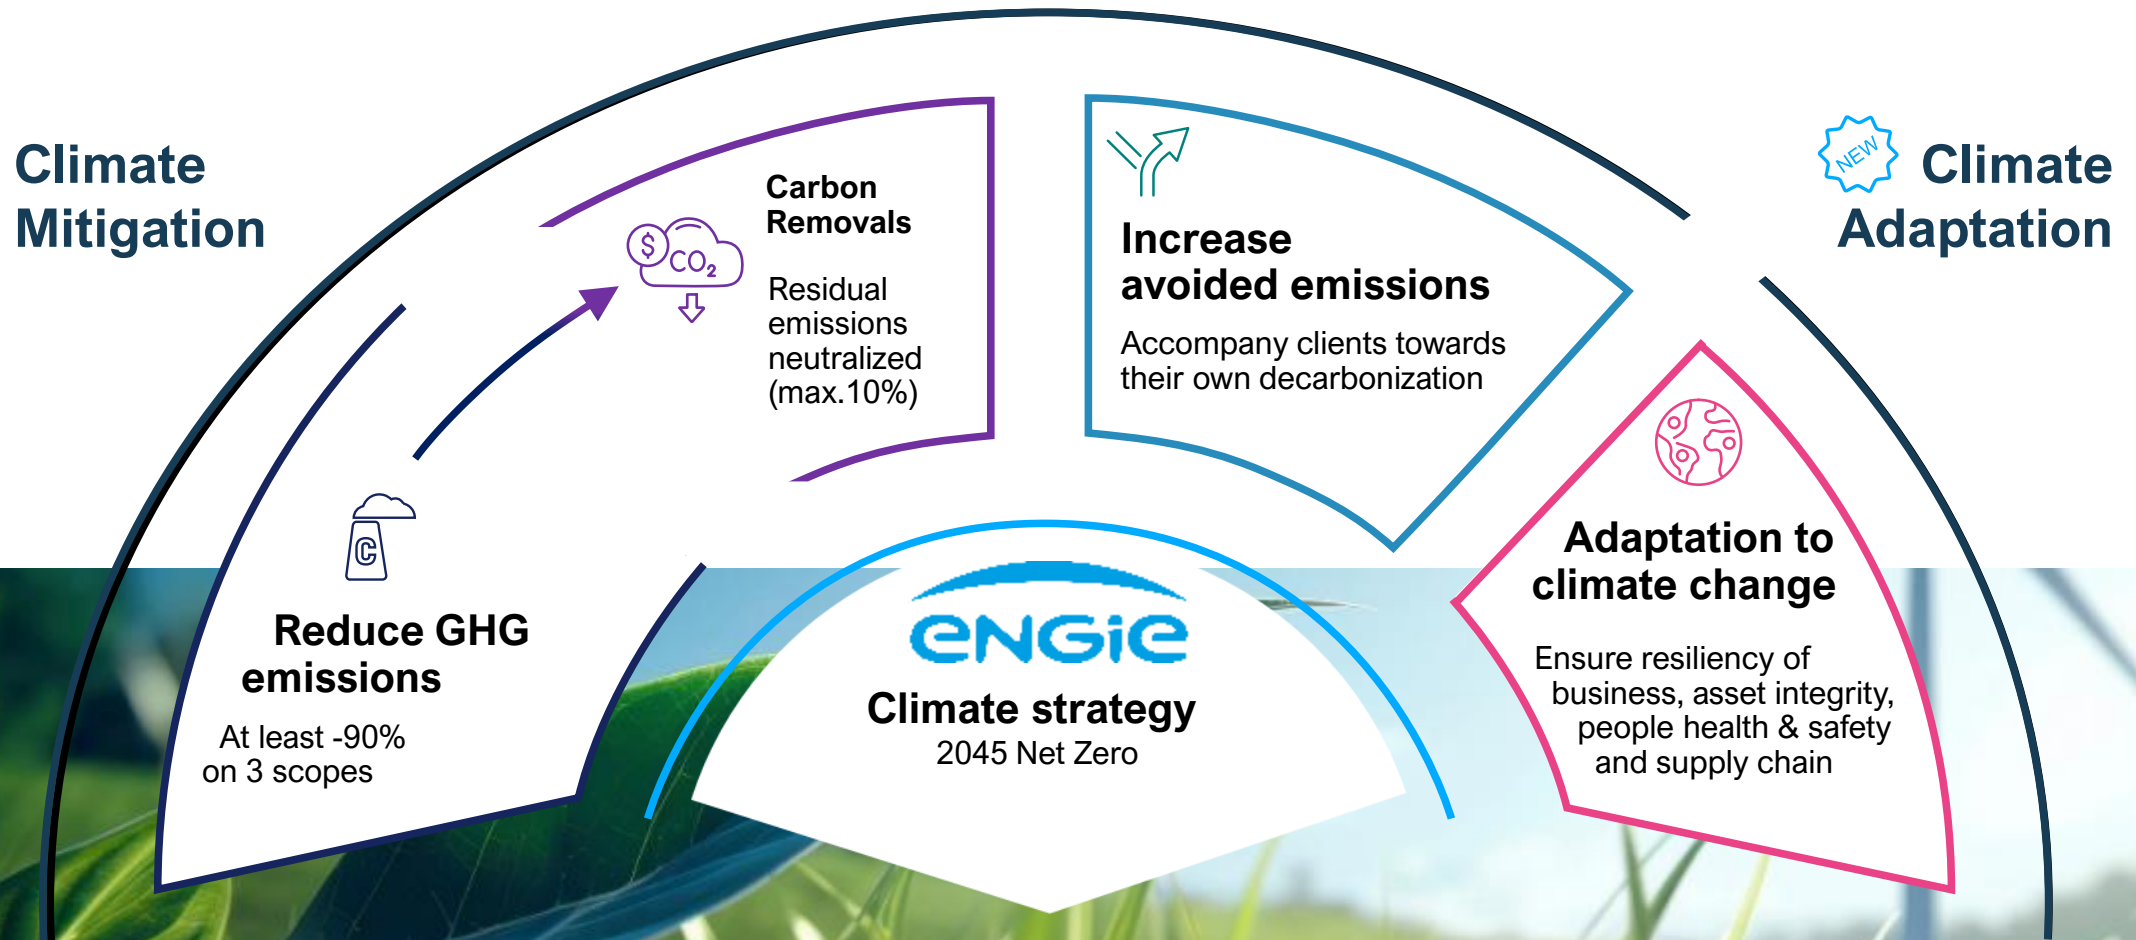 Climate
Mitigation
NEW
Climate
Adaptation
$
CO2
Carbon
Removals
Residual
emissions
neutralized
(max.10%)
Increase
avoided emissions
Accompany clients towards
their own decarbonization
C
Reduce GHG
emissions
At least -90%
on 3 scopes
Adaptation to
climate change
Ensure resiliency of
business, asset integrity,
people health & safety
and supply chain
eNGie
Climate strategy
2045 Net Zero